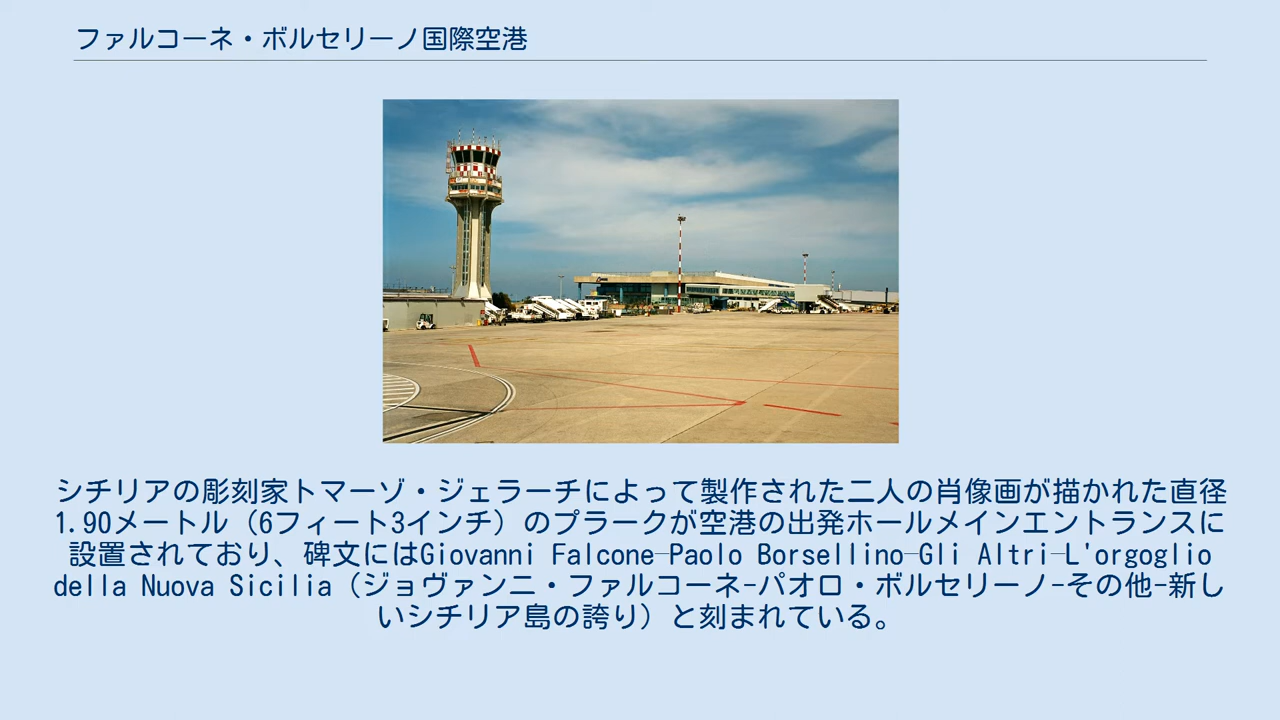 ファルコーネ・ボルセリーノ国際空港
シチリアの彫刻家トマーゾ・ジェラーチによって製作された二人の肖像画が描かれた直径
1.90メートル（6フィート3インチ）のプラークが空港の出発ホールメインエントランスに
設置されており、碑文にはGiovanni Falcone–Paolo Borsellino–Gli Altri–L'orgoglio
della Nuova Sicilia（ジョヴァンニ・ファルコーネ-パオロ・ボルセリーノ-その他-新し
いシチリア島の誇り）と刻まれている。